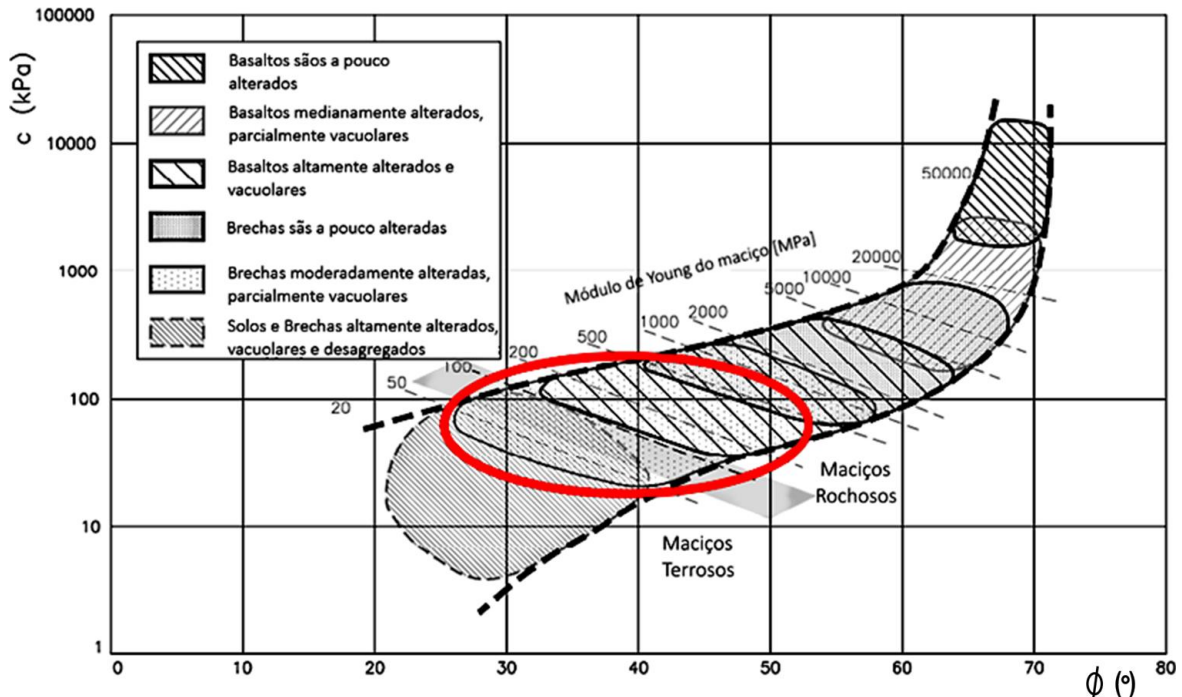 100000
c (kPa)
10000
1000
100
10
1
Basaltos sãos a pouco
alterados
Basaltos medianamente alterados,
parcialmente vacuolares
Basaltos altamente alterados e
vacuolares
Brechas sãs a pouco alteradas
Brechas moderadamente alteradas,
parcialmente vacuolares
Solos e Brechas altamente alterados,
vacuolares e desagregados
Módulo de Young do maciço [MPa]
20
50
100
200
500
1000
2000
5000
10000
20000
50000
Maciços
Rochosos
Maciços
Terrosos
0 10 20 30 40 50 60 70 80
ϕ (º)